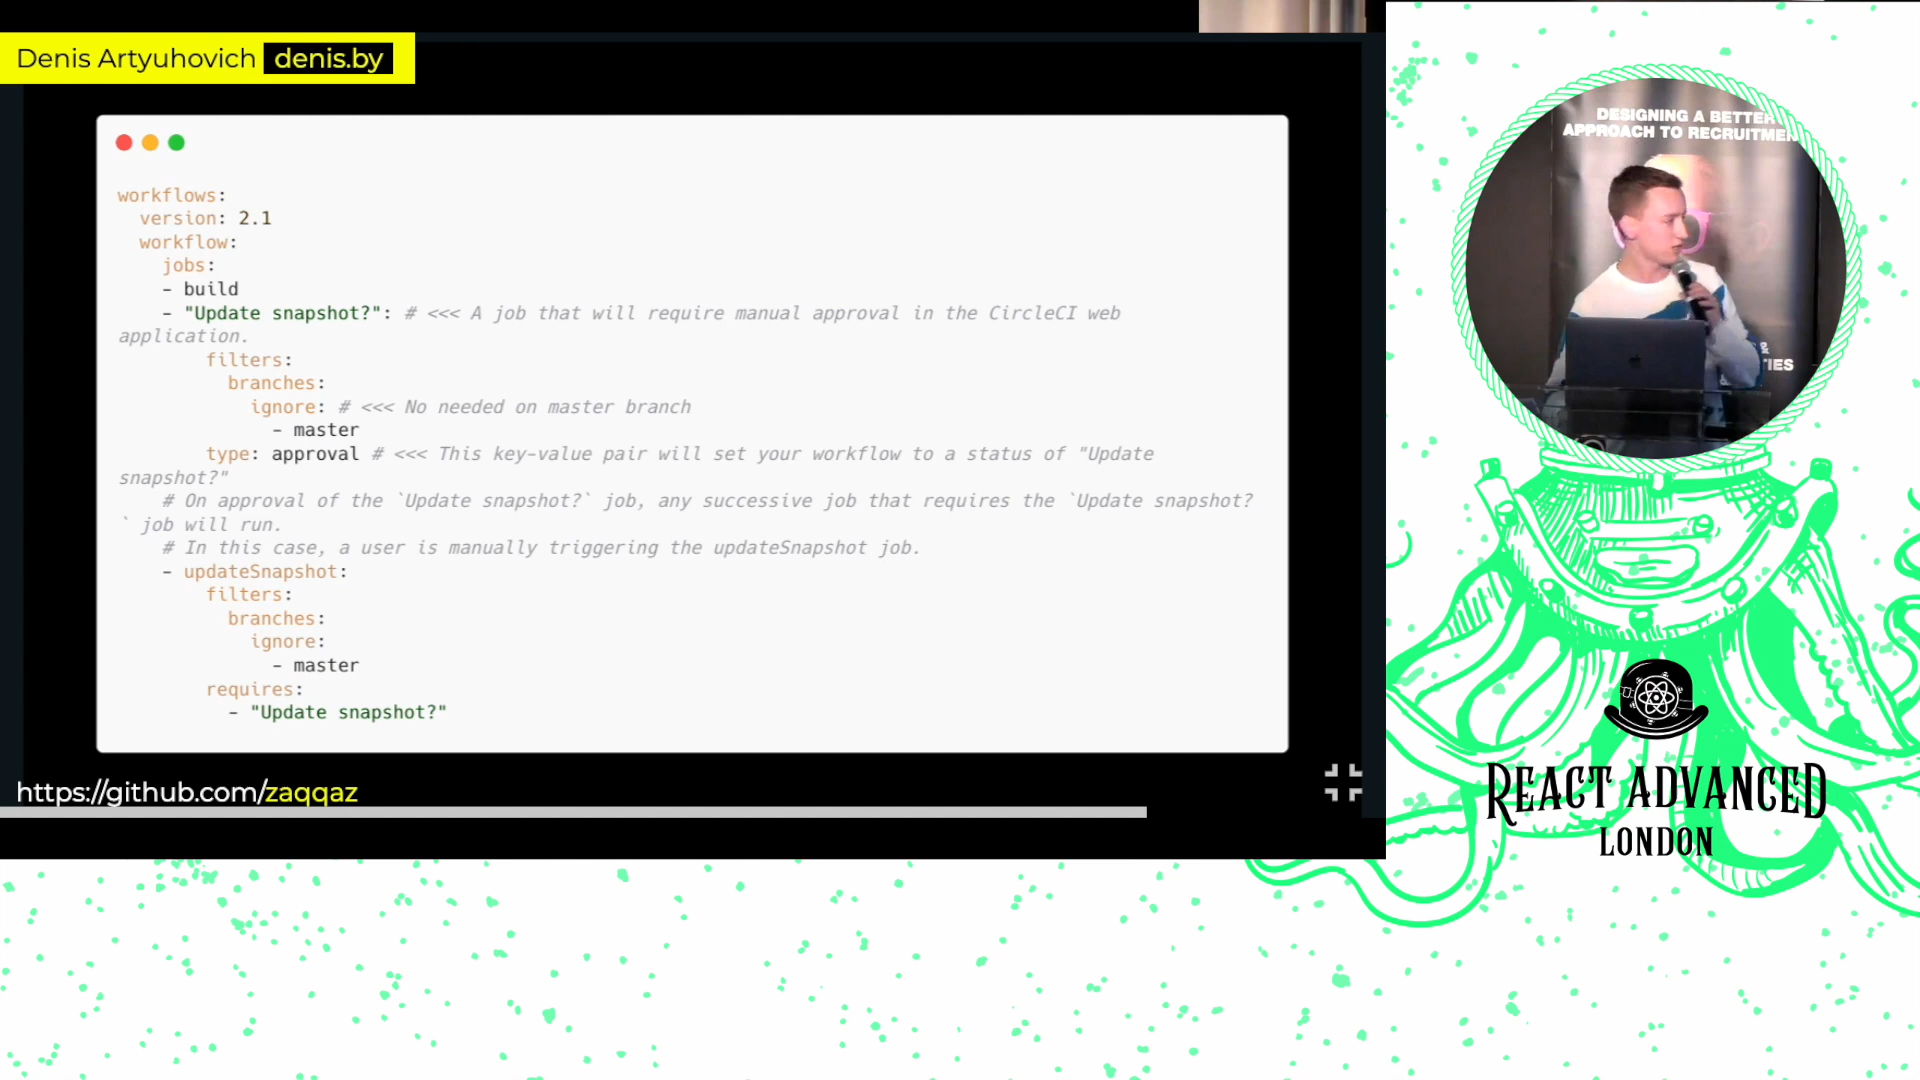 Denis Artyuhovich denis.by
workflows:
version: 2.1
workflow:
jobs:
- build
- "Update snapshot?": # <<< A job that will require manual approval in the CircleCI web
application.
filters:
branches:
ignore: # <<< No needed on master branch
- master
type: approval # <<< This key-value pair will set your workflow to a status of "Update
snapshot?"
# On approval of the `Update snapshot?` job, any successive job that requires the `Update snapshot?
` job will run.
# In this case, a user is manually triggering the updateSnapshot job.
- updateSnapshot:
filters:
branches:
ignore:
- master
requires:
- "Update snapshot?"
https://github.com/zaqqaz
DESIGNING A BETTER
APPROACH TO RECRUITMEN
&
TIES
REACT ADVANCED
LONDON